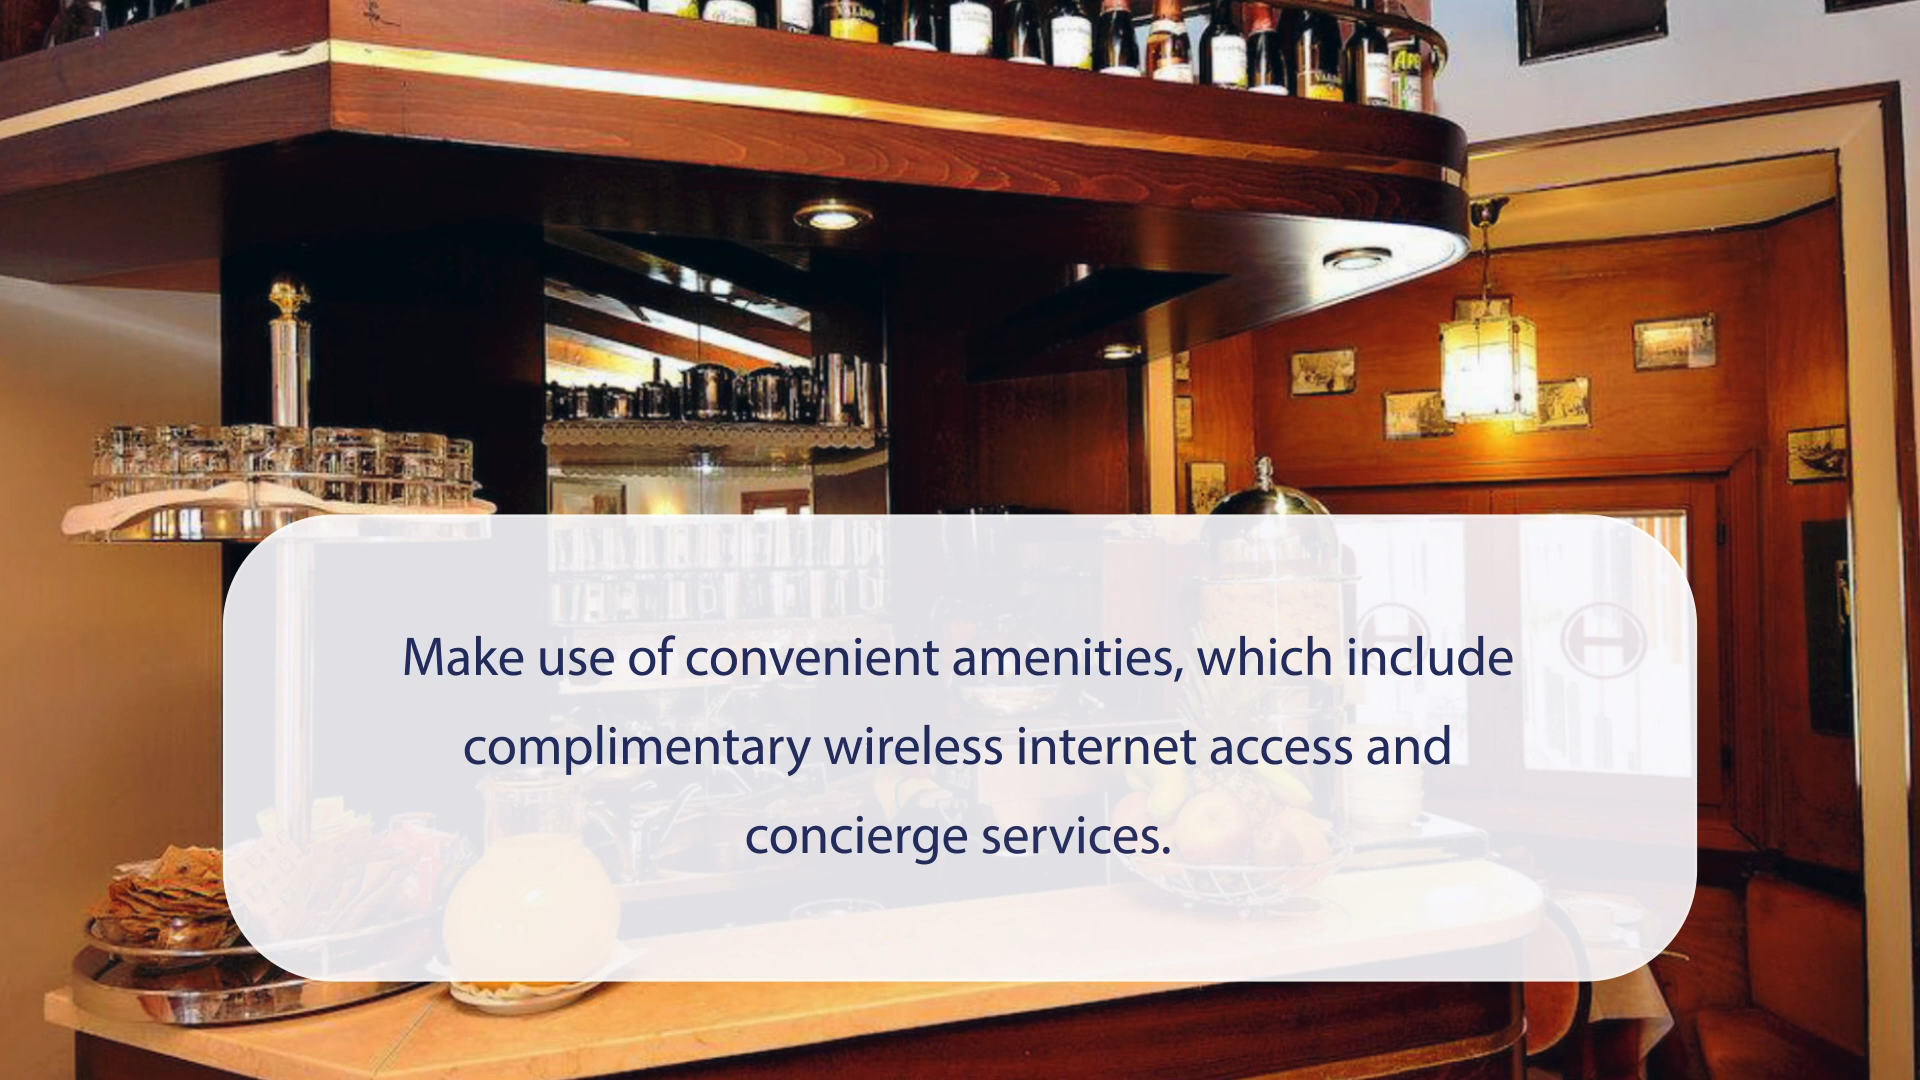 Make use of convenient amenities, which include
complimentary wireless internet access and
concierge services.
H